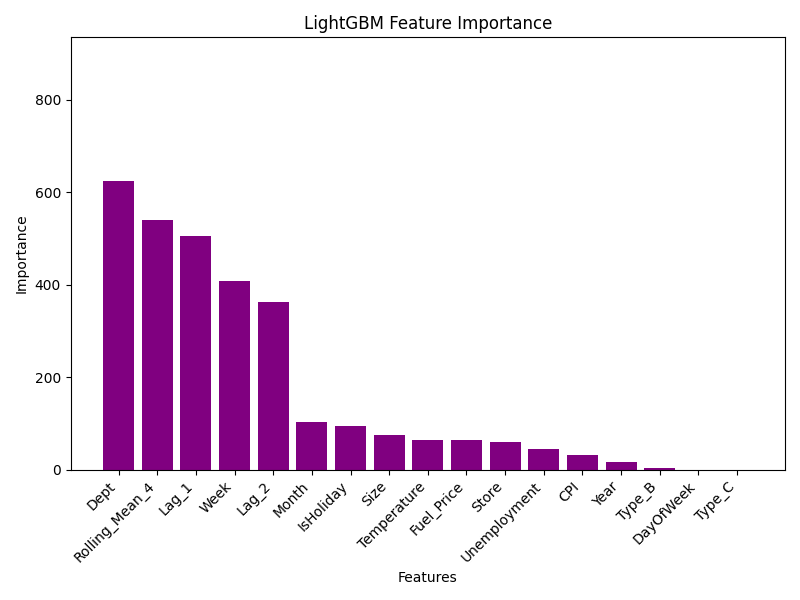 LightGBM Feature Importance
Importance
800
600
400
200
0
Dept
Rolling_Mean_4
Lag_1
Week
Lag_2
Month
IsHoliday
Size
Temperature
Fuel_Price
Store
Unemployment
CPI
Year
Type_B
DayOfWeek
Type_C
Features